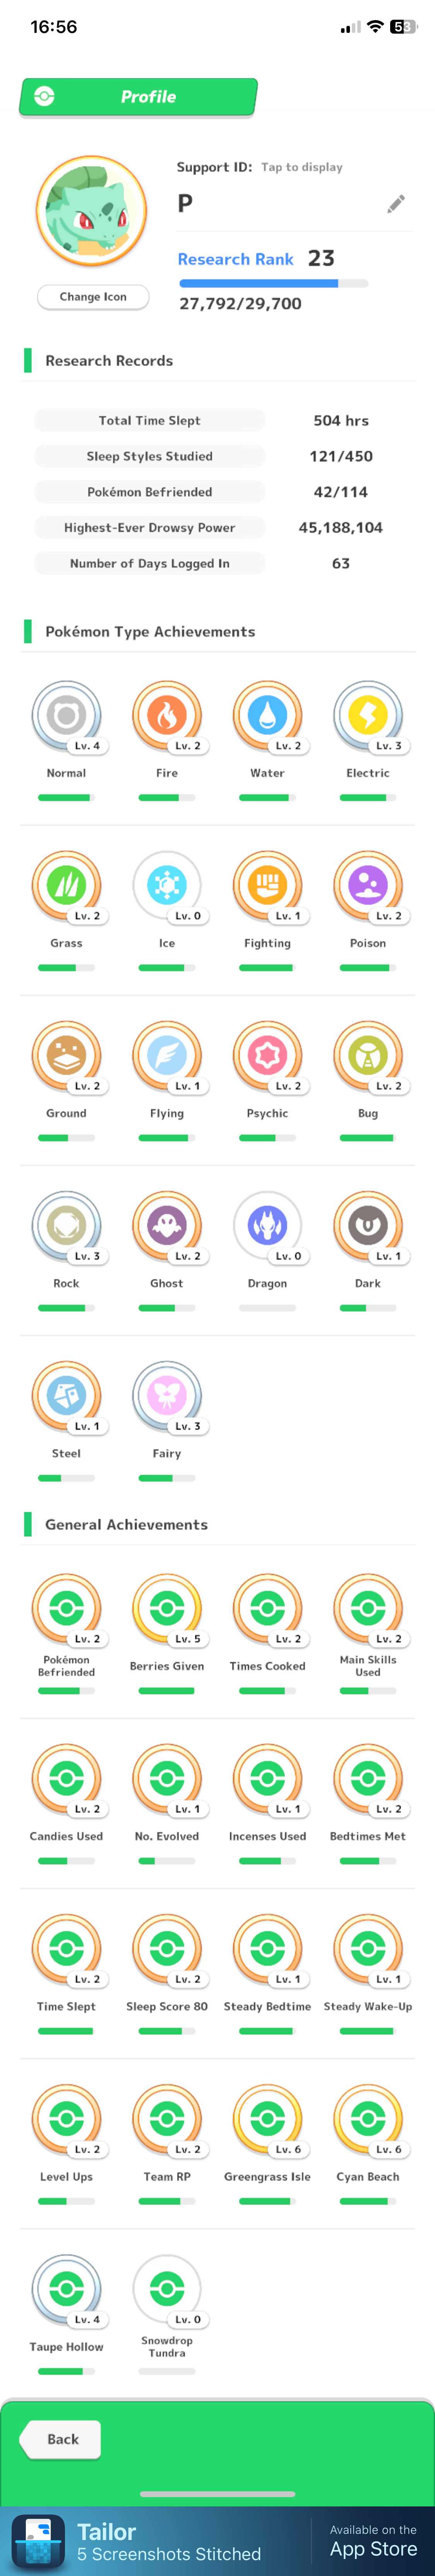 16:56
53
Profile
Support ID: Tap to display
P
Research Rank 23
Change Icon
27,792/29,700
Research Records
Total Time Slept 504 hrs
Sleep Styles Studied 121/450
Pokémon Befriended 42/114
Highest-Ever Drowsy Power 45,188,104
Number of Days Logged In 63
Pokémon Type Achievements
Lv. 4 Lv. 2 Lv. 2 Lv. 3
Normal Fire Water Electric
Lv. 2 Lv. 0 Lv. 1 Lv. 2
Grass Ice Fighting Poison
Lv. 2 Lv. 1 Lv. 2 Lv. 2
Ground Flying Psychic Bug
Lv. 3 Lv. 2 Lv. 0 Lv. 1
Rock Ghost Dragon Dark
Lv. 1 Lv. 3
Steel Fairy
General Achievements
Lv. 2 Lv. 5 Lv. 2 Lv. 2
Pokémon
Befriended
Berries Given
Times Cooked
Main Skills
Used
Lv. 2 Lv. 1 Lv. 1 Lv. 2
Candies Used No. Evolved Incenses Used Bedtimes Met
Lv. 2 Lv. 2 Lv. 1 Lv. 1
Time Slept Sleep Score 80 Steady Bedtime Steady Wake-Up
Lv. 2 Lv. 2 Lv. 6 Lv. 6
Level Ups Team RP Greengrass Isle Cyan Beach
Lv. 4 Lv. 0
Taupe Hollow
Snowdrop
Tundra
Back
Tailor
5 Screenshots Stitched
Available on the
App Store